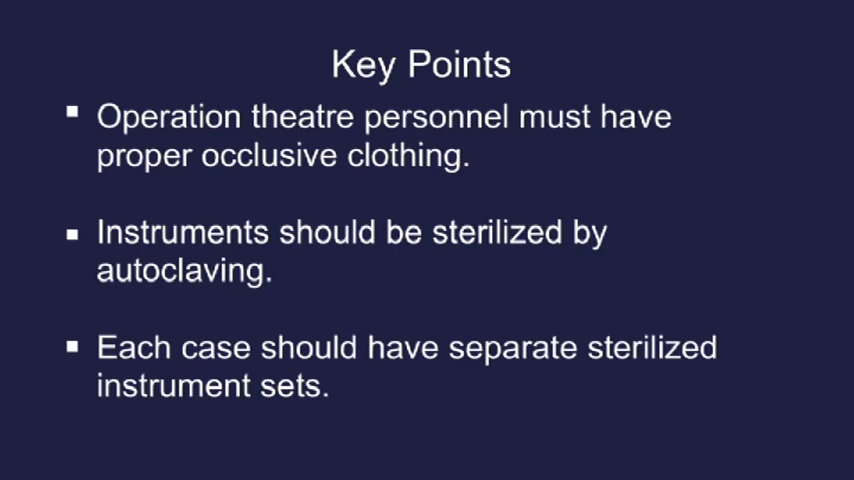 Key Points
▪ Operation theatre personnel must have
proper occlusive clothing.
▪ Instruments should be sterilized by
autoclaving.
▪ Each case should have separate sterilized
instrument sets.